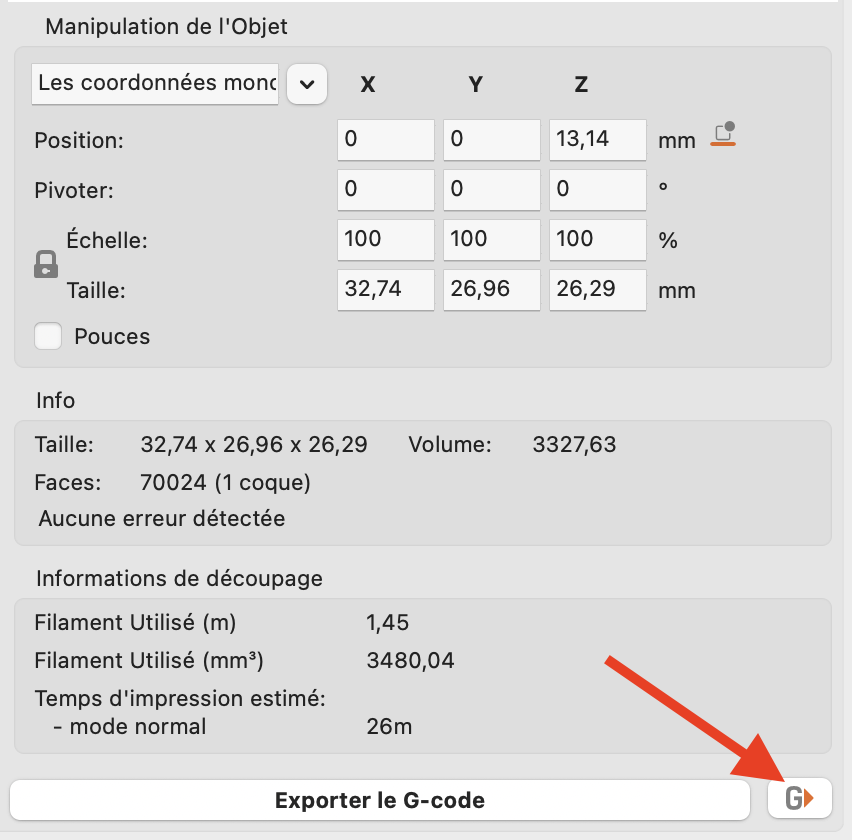 Manipulation de l'Objet
Les coordonnées monc X Y Z
Position: 0 0 13,14 mm
Pivoter: 0 0 0 °
Échelle: 100 100 100 %
Taille: 32,74 26,96 26,29 mm
Pouces
Info
Taille: 32,74 x 26,96 x 26,29 Volume: 3327,63
Faces: 70024 (1 coque)
Aucune erreur détectée
Informations de découpage
Filament Utilisé (m) 1,45
Filament Utilisé (mm³) 3480,04
Temps d'impression estimé:
- mode normal 26m
Exporter le G-code G